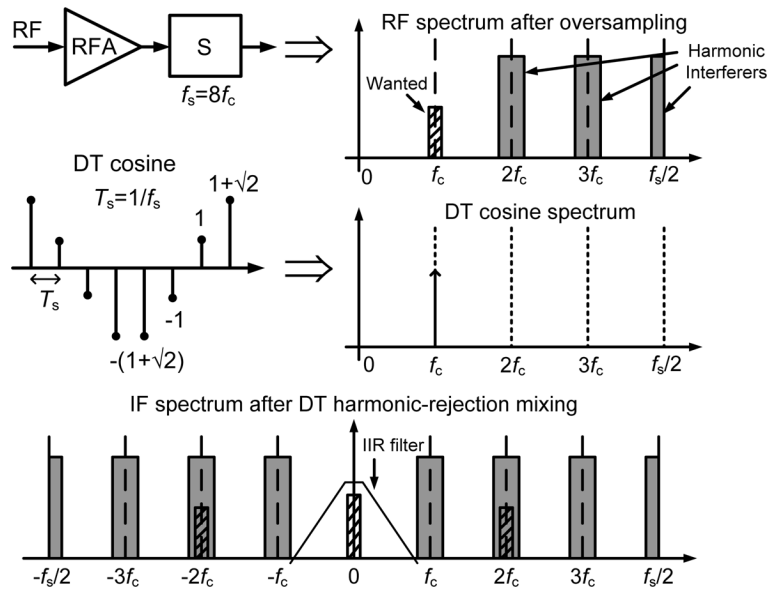 RF
RFA
S
fs=8fc
RF spectrum after oversampling
Wanted
Harmonic
Interferers
0
fc
2fc
3fc
fs/2
DT cosine
Ts=1/fs
1+√2
1
Ts
-1
-(1+√2)
DT cosine spectrum
0
fc
2fc
3fc
fs/2
IF spectrum after DT harmonic-rejection mixing
IIR filter
-fs/2
-3fc
-2fc
-fc
0
fc
2fc
3fc
fs/2